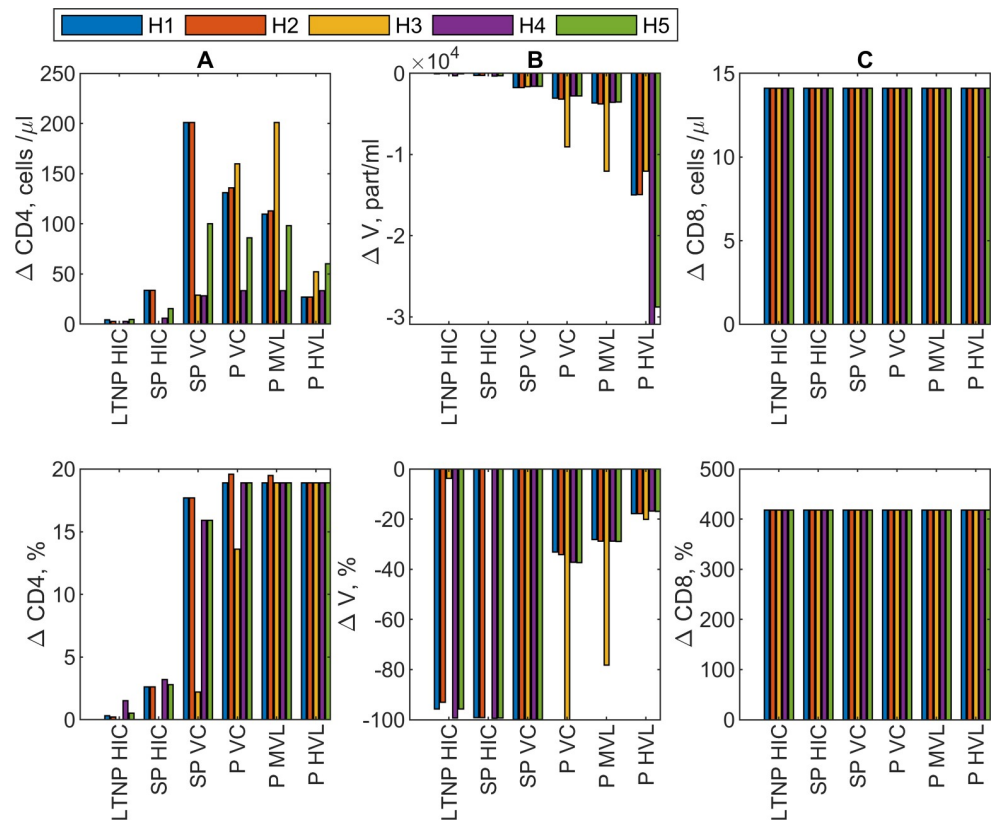 H1 H2 H3 H4 H5
A
250
200
150
100
50
0
Δ CD4, cells /μl
LTNP HIC
SP HIC
SP VC
P VC
P MVL
P HVL
B
×10⁴
0
-1
-2
-3
Δ V, part/ml
LTNP HIC
SP HIC
SP VC
P VC
P MVL
P HVL
C
15
10
5
0
Δ CD8, cells /μl
LTNP HIC
SP HIC
SP VC
P VC
P MVL
P HVL
20
15
10
5
0
Δ CD4, %
LTNP HIC
SP HIC
SP VC
P VC
P MVL
P HVL
0
-20
-40
-60
-80
-100
Δ V, %
LTNP HIC
SP HIC
SP VC
P VC
P MVL
P HVL
500
400
300
200
100
0
Δ CD8, %
LTNP HIC
SP HIC
SP VC
P VC
P MVL
P HVL